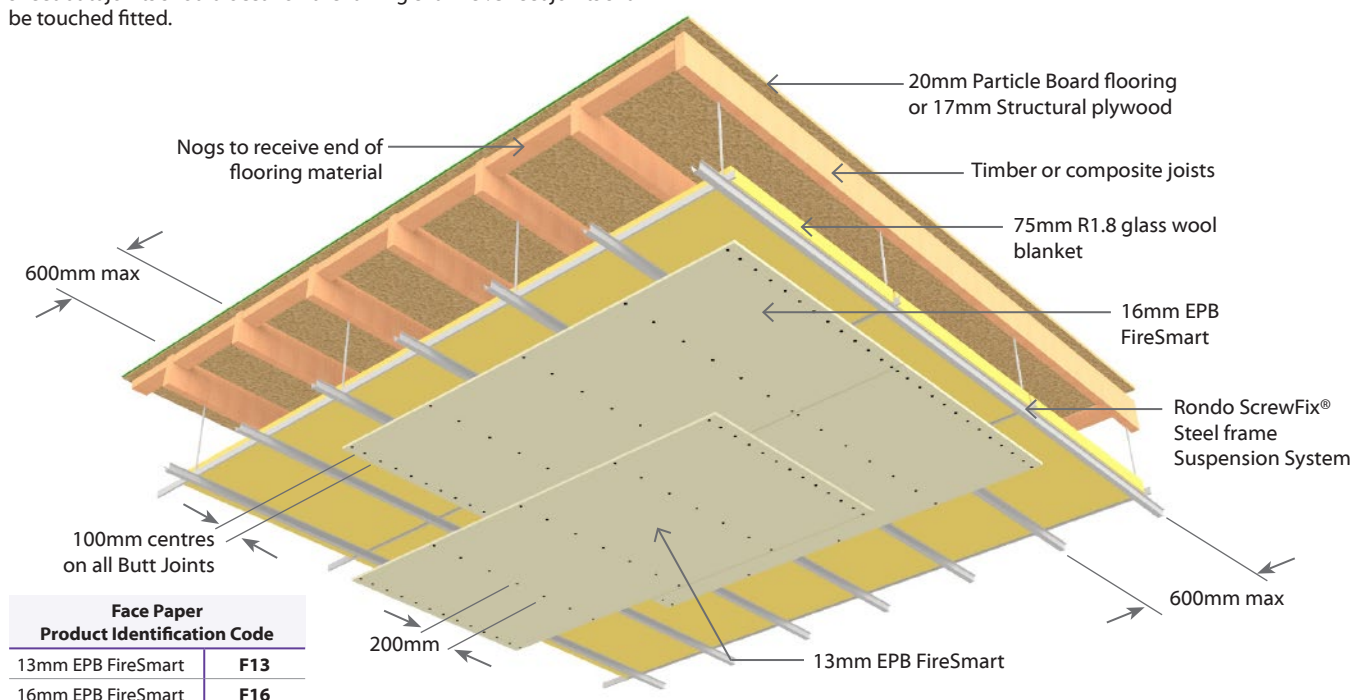 be touched fitted.
20mm Particle Board flooring
or 17mm Structural plywood
Nogs to receive end of
flooring material
Timber or composite joists
75mm R1.8 glass wool
blanket
600mm max
16mm EPB
FireSmart
Rondo ScrewFix®
Steel frame
Suspension System
100mm centres
on all Butt Joints
600mm max
200mm
13mm EPB FireSmart
Face Paper
Product Identification Code
13mm EPB FireSmart F13
16mm EPB FireSmart F16